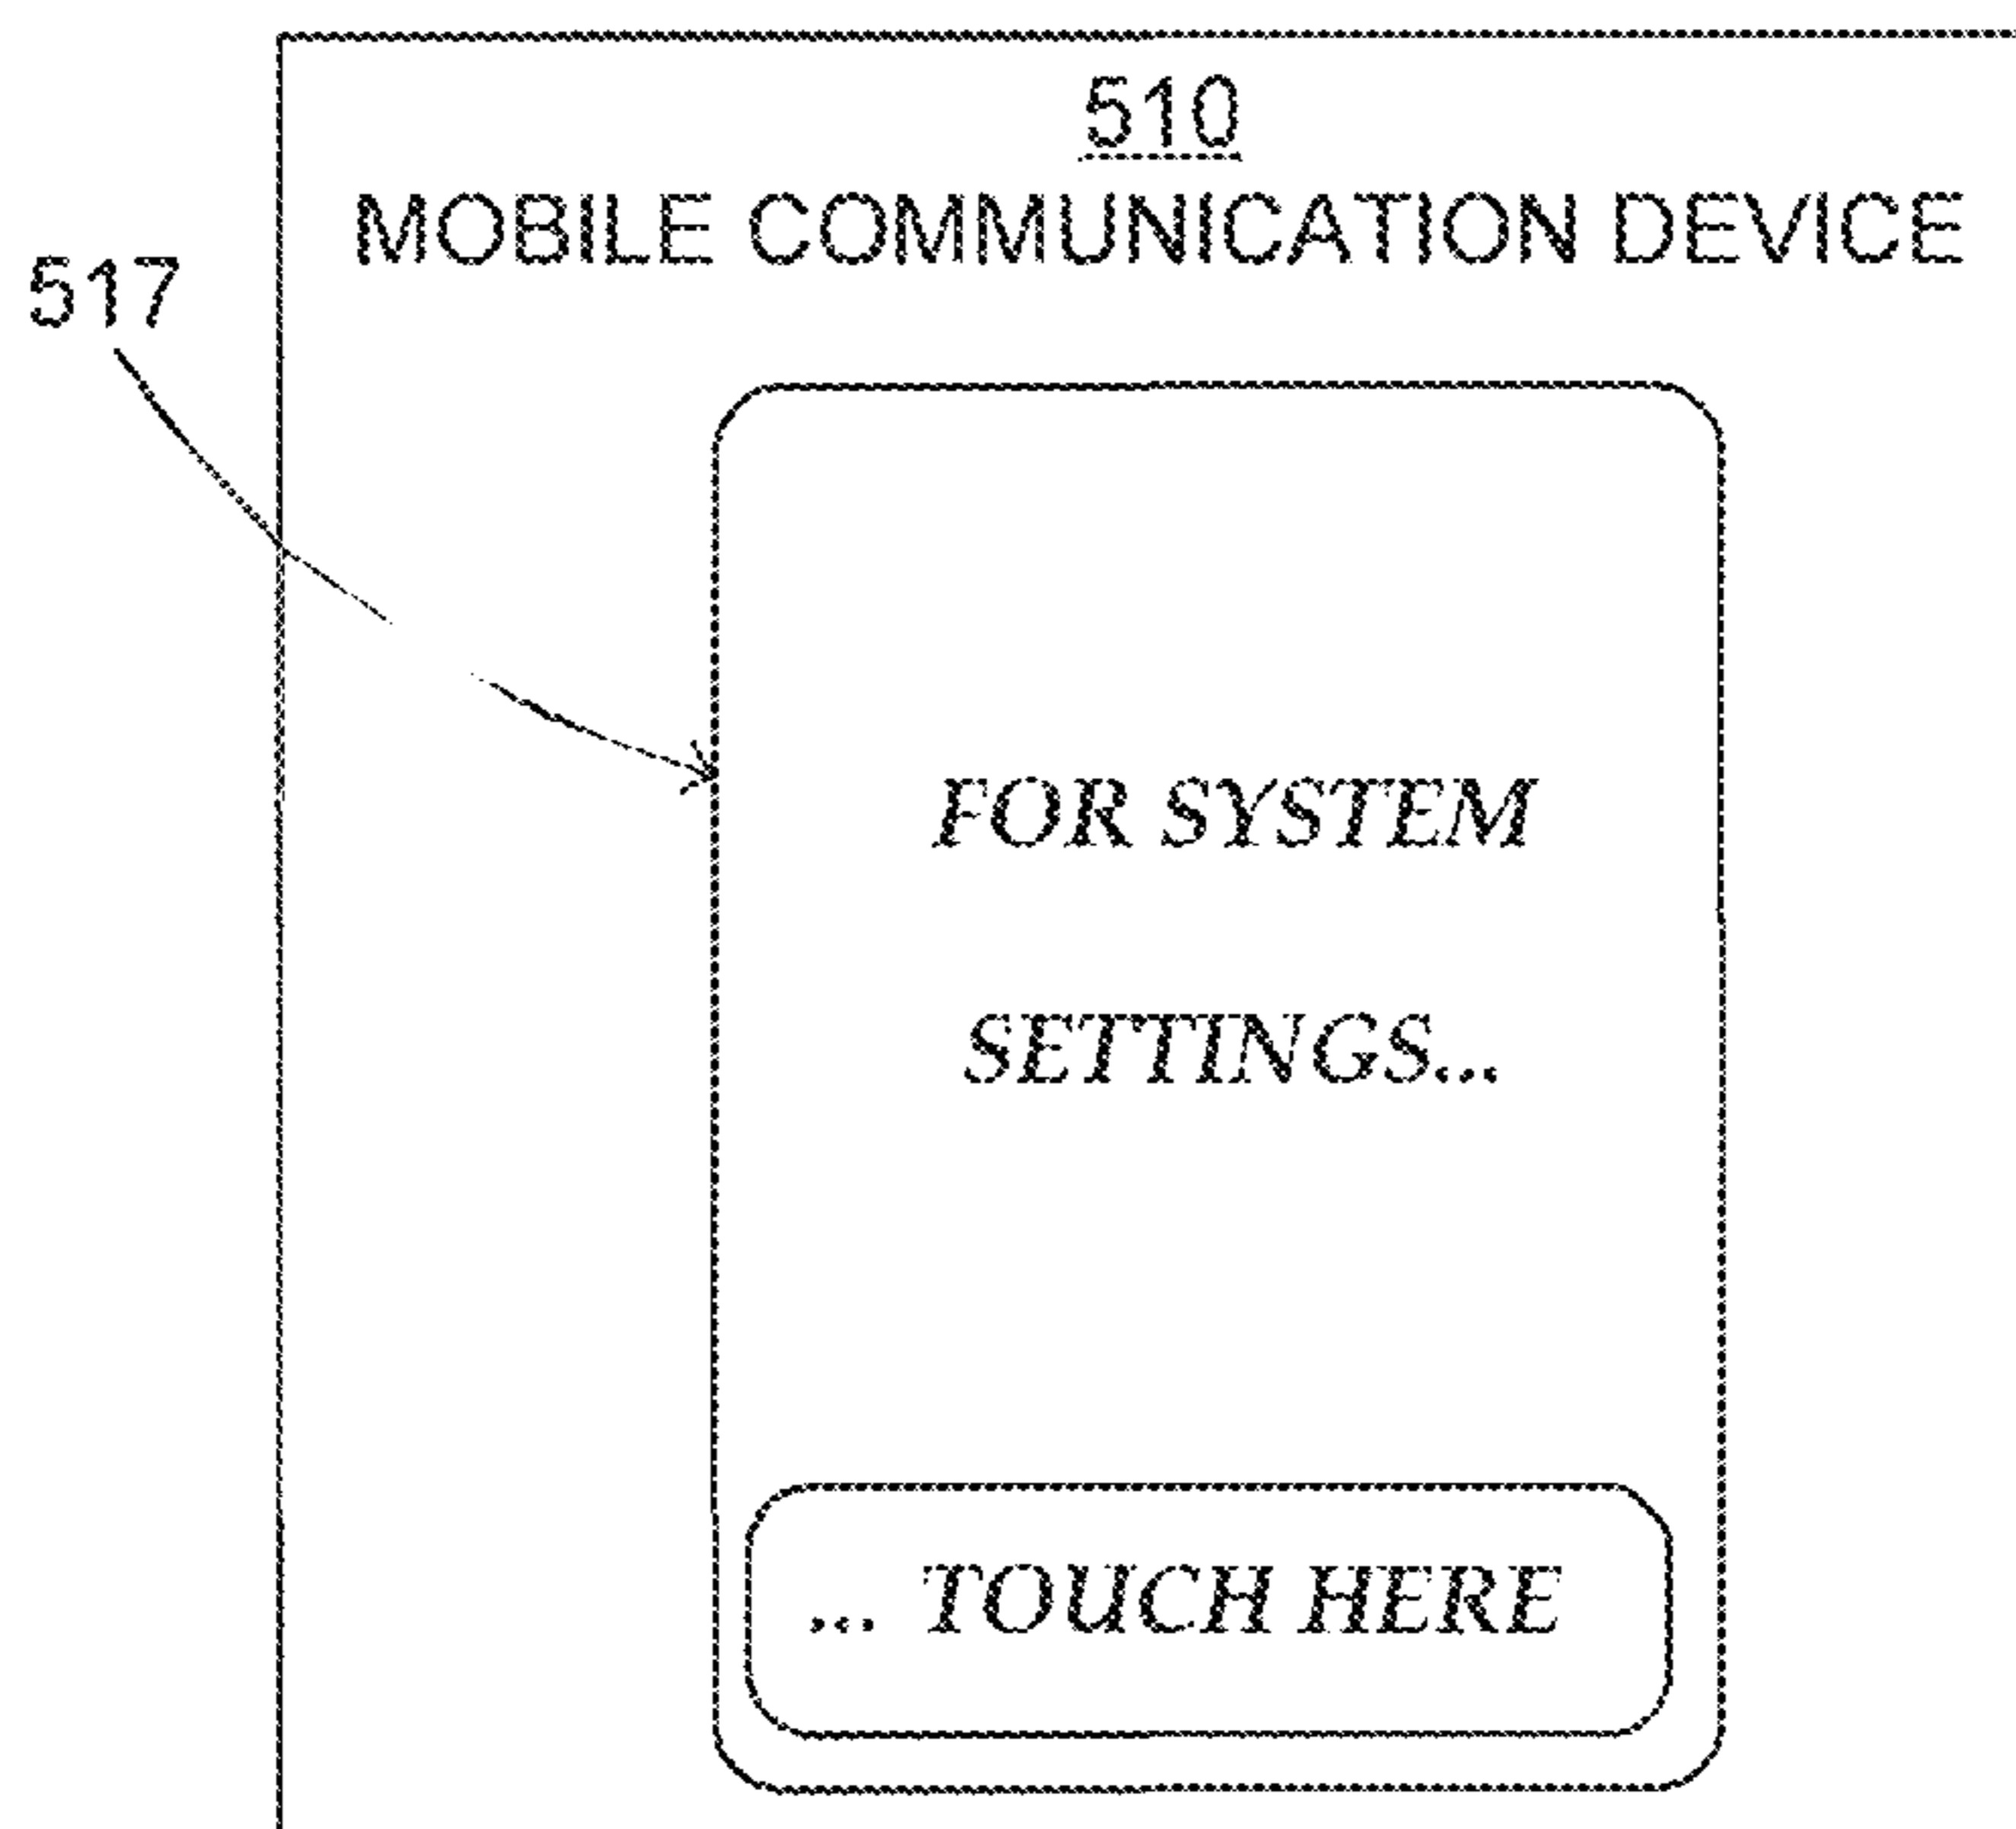 510
MOBILE COMMUNICATION DEVICE
517
FOR SYSTEM
SETTINGS...
... TOUCH HERE